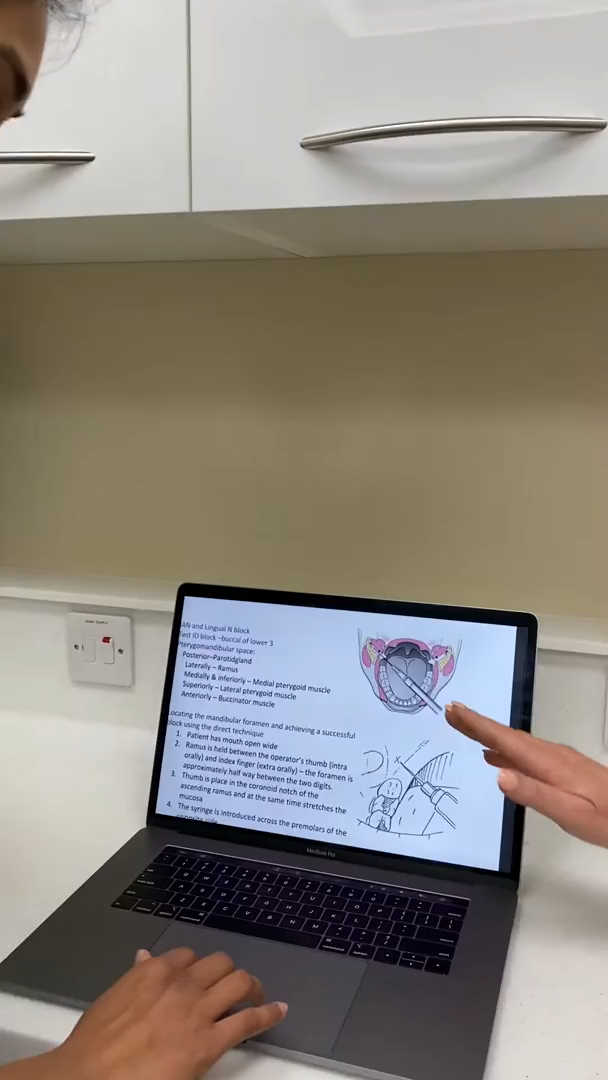 AN and Lingual N block
Test ID block –buccal of lower 3
Pterygomandibular space:
Posterior–Parotidgland
Laterally – Ramus
Medially & inferiorly – Medial pterygoid muscle
Superiorly – Lateral pterygoid muscle
Anteriorly – Buccinator muscle
Locating the mandibular foramen and achieving a successful
block using the direct technique
1. Patient has mouth open wide
2. Ramus is held between the operator's thumb (intra
orally) and index finger (extra orally) – the foramen is
approximately half way between the two digits.
3. Thumb is place in the coronoid notch of the
ascending ramus and at the same time stretches the
mucosa
4. The syringe is introduced across the premolars of the
opposite side
MacBook Pro